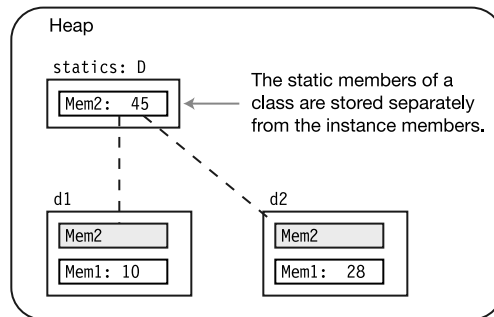 Heap
statics: D
Mem2: 45
The static members of a
class are stored separately
from the instance members.
d1
Mem2
Mem1: 10
d2
Mem2
Mem1: 28